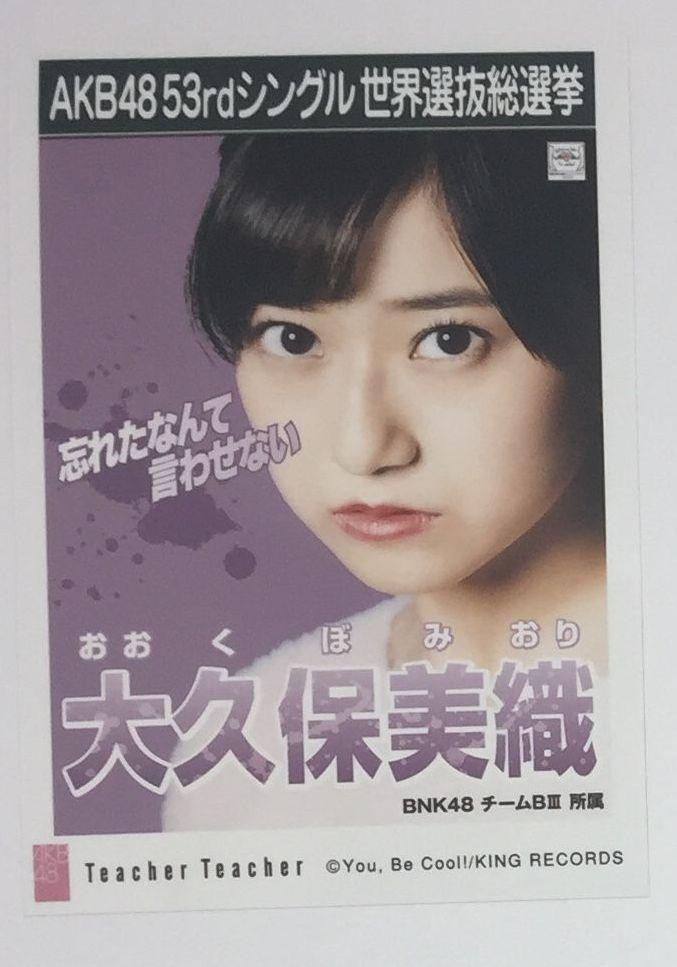 AKB48 53rdシングル 世界選抜総選挙
忘れたなんて
言わせない
おお く ぼ み おり
大久保美織
BNK48 チームBⅢ 所属
AKB
48
Teacher Teacher ©You, Be Cool!/KING RECORDS